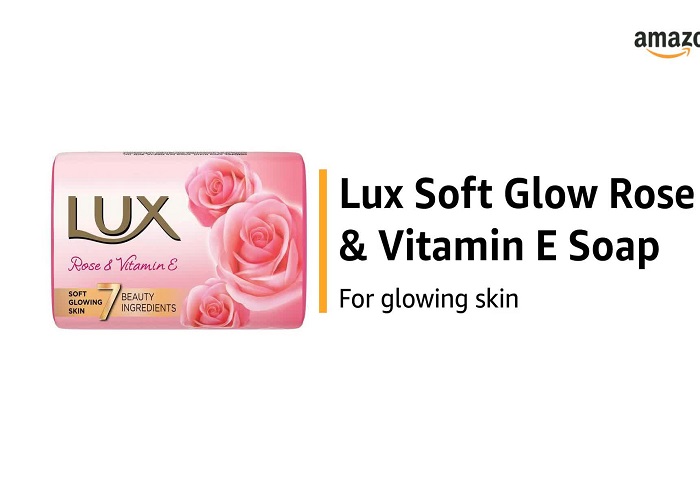 amazo
LUX
Rose & Vitamin E
SOFT
GLOWING
SKIN
7
BEAUTY
INGREDIENTS
Lux Soft Glow Rose
& Vitamin E Soap
For glowing skin